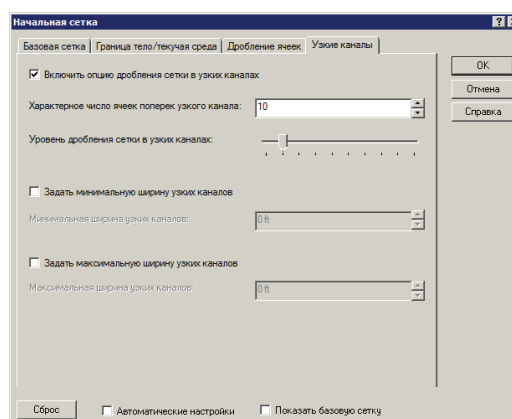 Начальная сетка
Базовая сетка Граница тело/текучая среда Дробление ячеек Узкие каналы
Включить опцию дробления сетки в узких каналах
Характерное число ячеек поперек узкого канала: 10
Уровень дробления сетки в узких каналах:
Задать минимальную ширину узких каналов
Минимальная ширина узких каналов: 0 ft
Задать максимальную ширину узких каналов
Максимальная ширина узких каналов: 0 ft
OK
Отмена
Справка
Сброс Автоматические настройки Показать базовую сетку